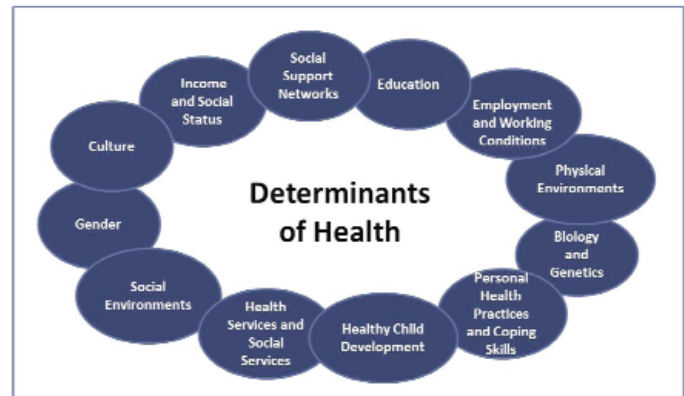 Determinants
of Health
Income
and Social
Status
Social
Support
Networks
Education
Employment
and Working
Conditions
Physical
Environments
Biology
and
Genetics
Personal
Health
Practices
and Coping
Skills
Healthy Child
Development
Health
Services and
Social
Services
Social
Environments
Gender
Culture